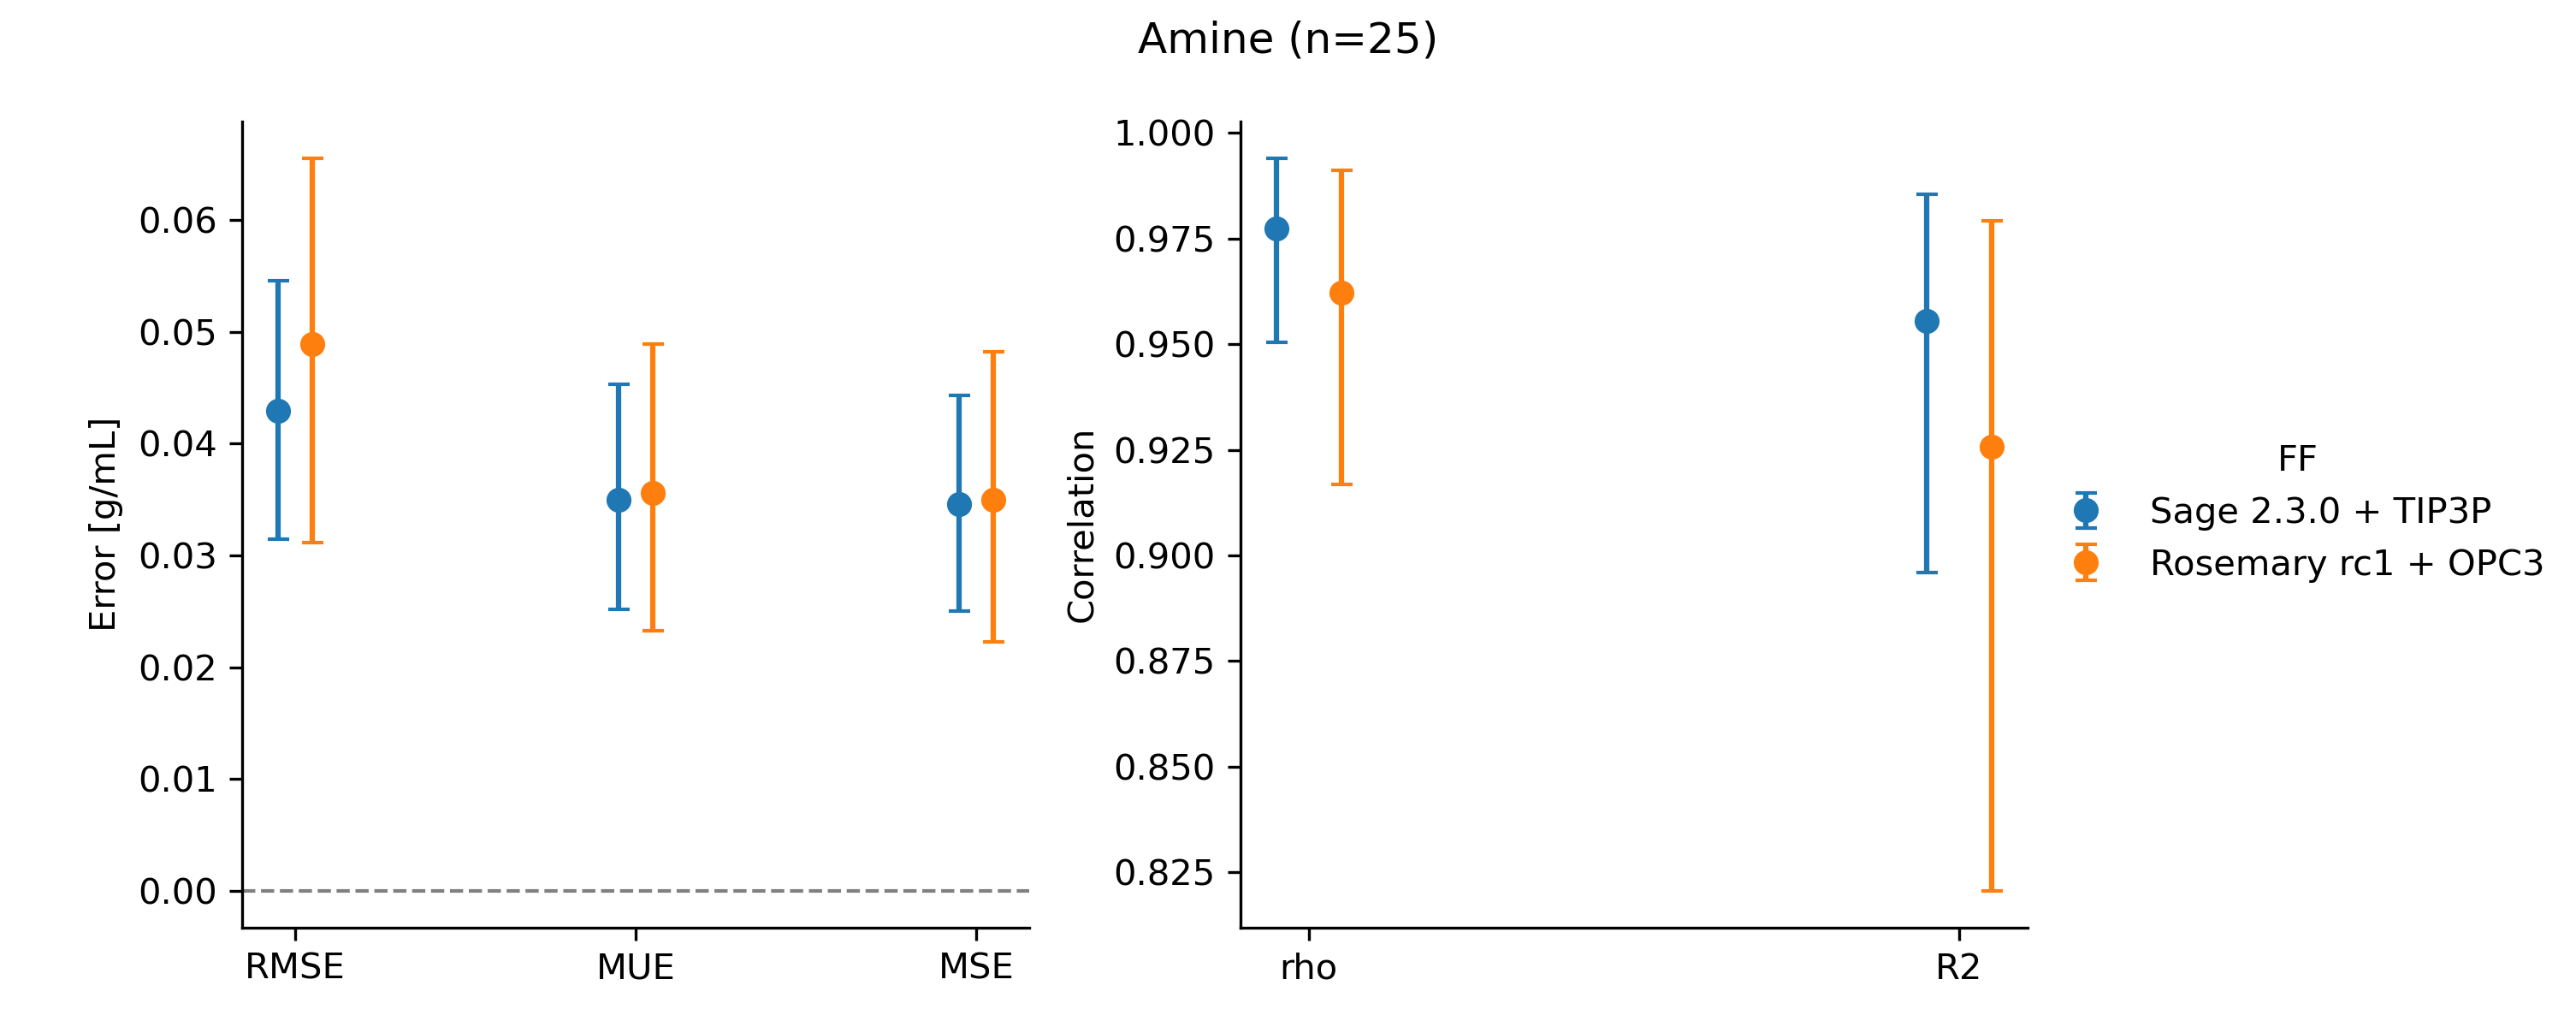 Amine (n=25)
Error [g/mL]
0.06
0.05
0.04
0.03
0.02
0.01
0.00
RMSE
MUE
MSE
Correlation
1.000
0.975
0.950
0.925
0.900
0.875
0.850
0.825
rho
R2
FF
Sage 2.3.0 + TIP3P
Rosemary rc1 + OPC3